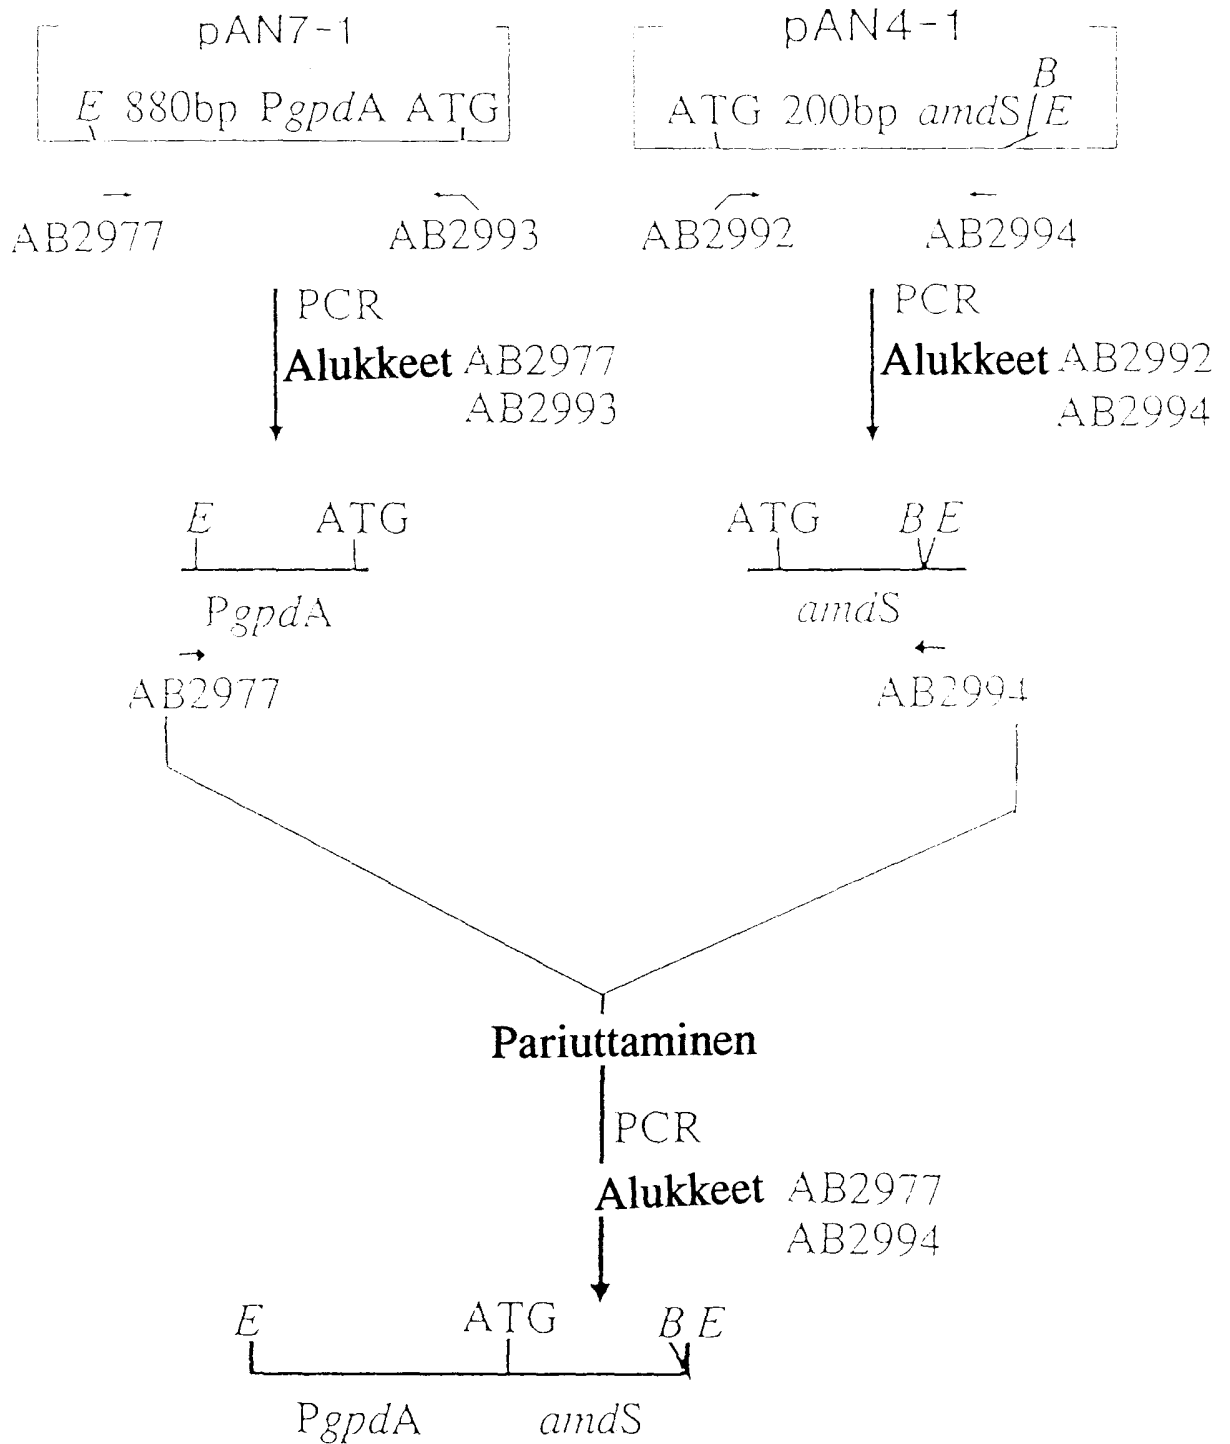 pAN7-1
E 880bp PgpdA ATG
pAN4-1
B
ATG 200bp amdS E
AB2977
AB2993
AB2992
AB2994
PCR
Alukkeet AB2977
AB2993
PCR
Alukkeet AB2992
AB2994
E ATG
PgpdA
AB2977
ATG B E
amdS
AB2994
Pariuttaminen
PCR
Alukkeet AB2977
AB2994
E ATG B E
PgpdA amdS